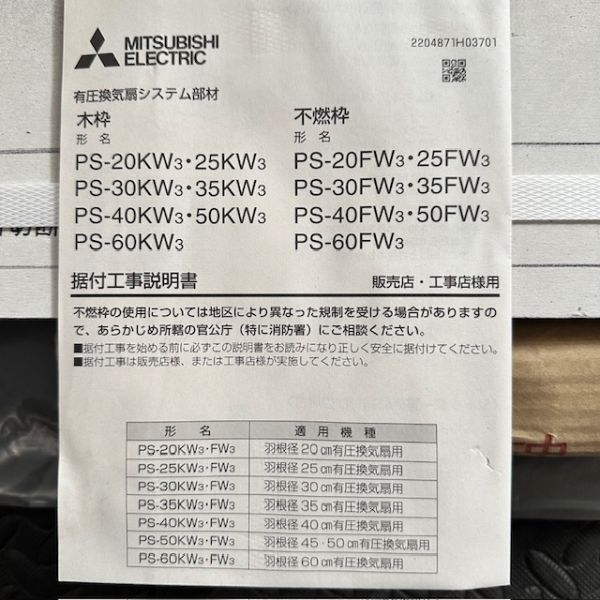 MITSUBISHI
ELECTRIC
2204871H03701
有圧換気扇システム部材
木枠
形名
PS-20KW3・25KW3
PS-30KW3・35KW3
PS-40KW3・50KW3
PS-60KW3
不燃枠
形名
PS-20FW3・25FW3
PS-30FW3・35FW3
PS-40FW3・50FW3
PS-60FW3
据付工事説明書
販売店・工事店様用
不燃枠の使用については地区により異なった規制を受ける場合がありますの
で、あらかじめ所轄の官公庁（特に消防署）にご相談ください。
■据付工事を始める前に必ずこの説明書をお読みになり正しく安全に据付けてください。
■据付工事は販売店様、または工事店様が実施してください。
形名 適用機種
PS-20KW3・FW3 羽根径20cm有圧換気扇用
PS-25KW3・FW3 羽根径25cm有圧換気扇用
PS-30KW3・FW3 羽根径30cm有圧換気扇用
PS-35KW3・FW3 羽根径35cm有圧換気扇用
PS-40KW3・FW3 羽根径40cm有圧換気扇用
PS-50KW3・FW3 羽根径45・50cm有圧換気扇用
PS-60KW3・FW3 羽根径60cm有圧換気扇用